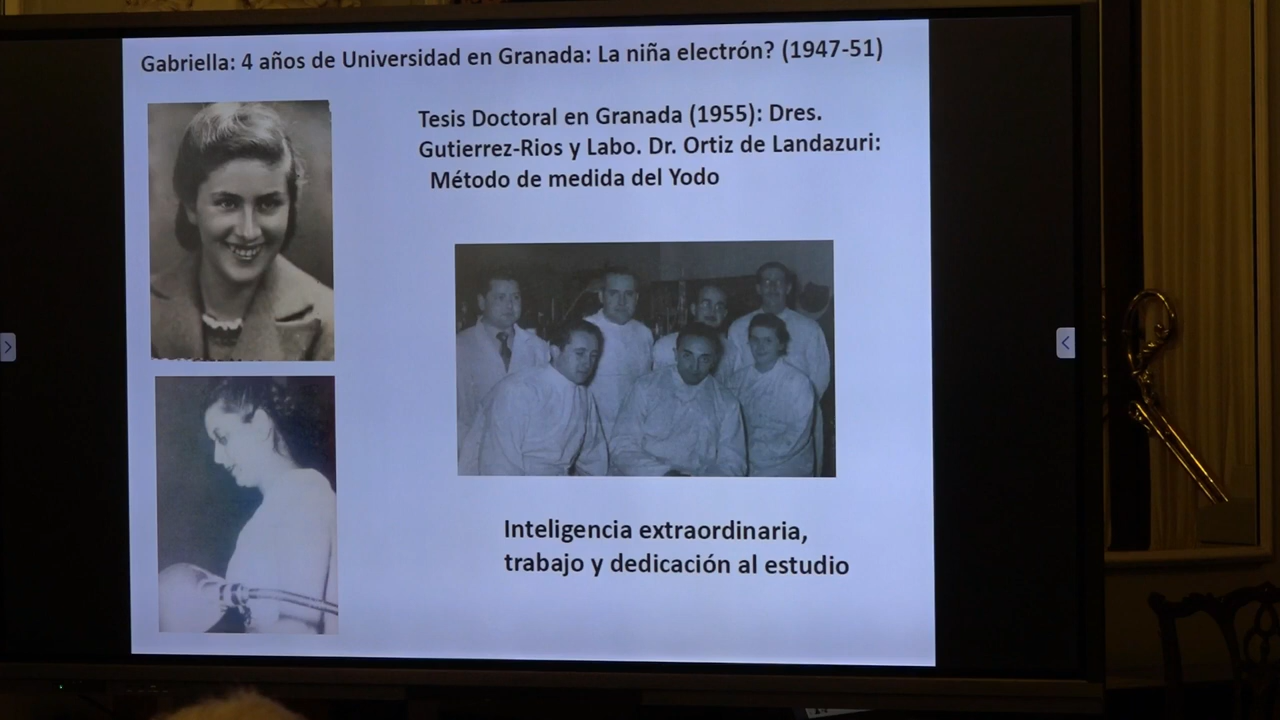 Gabriella: 4 años de Universidad en Granada: La niña electrón? (1947-51)
Tesis Doctoral en Granada (1955): Dres.
Gutierrez-Rios y Labo. Dr. Ortiz de Landazuri:
Método de medida del Yodo
Inteligencia extraordinaria,
trabajo y dedicación al estudio